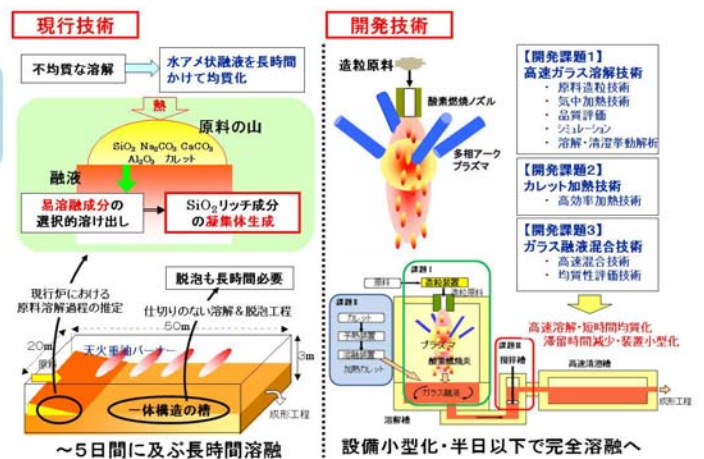 現行技術
不均質な溶解
水アメ状融液を長時間
かけて均質化
熱
原料の山
SiO₂ Na₂CO₃ CaCO₃
Al₂O₃ カレット
融液
易溶融成分の
選択的溶け出し
SiO₂リッチ成分
の凝集体生成
脱泡も長時間必要
現行炉における
原料溶解過程の推定
仕切りのない溶解&脱泡工程
50m
20m
3m
天火重油バーナー
原料
一体構造の槽
成形工程
~5日間に及ぶ長時間溶融
開発技術
造粒原料
酸素燃焼ノズル
多相アーク
プラズマ
【開発課題1】
高速ガラス溶解技術
・ 原料造粒技術
・ 気中加熱技術
・ 品質評価
・ シミュレーション
・ 溶解・清澄挙動解析
【開発課題2】
カレット加熱技術
・ 高効率加熱技術
【開発課題3】
ガラス融液混合技術
・ 高速混合技術
・ 均質性評価技術
高速溶解・短時間均質化
滞留時間減少・装置小型化
課題Ⅰ
原料
造粒装置
造粒原料
課題Ⅱ
カレット
予熱装置
溶融装置
加熱カレット
プラズマ
酸素燃焼炎
ガラス融液
溶解槽
課題Ⅲ
撹拌槽
高速清澄槽
成形工程
設備小型化・半日以下で完全溶融へ